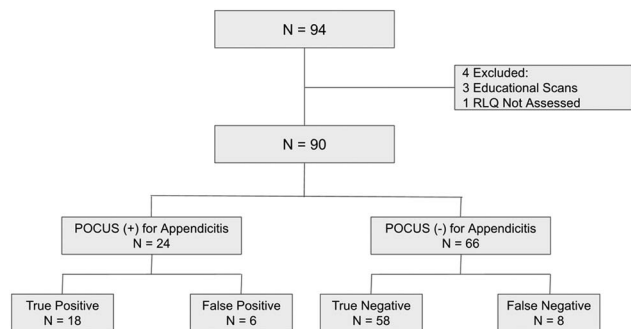 N = 94
4 Excluded:
3 Educational Scans
1 RLQ Not Assessed
N = 90
POCUS (+) for Appendicitis
N = 24
POCUS (-) for Appendicitis
N = 66
True Positive
N = 18
False Positive
N = 6
True Negative
N = 58
False Negative
N = 8